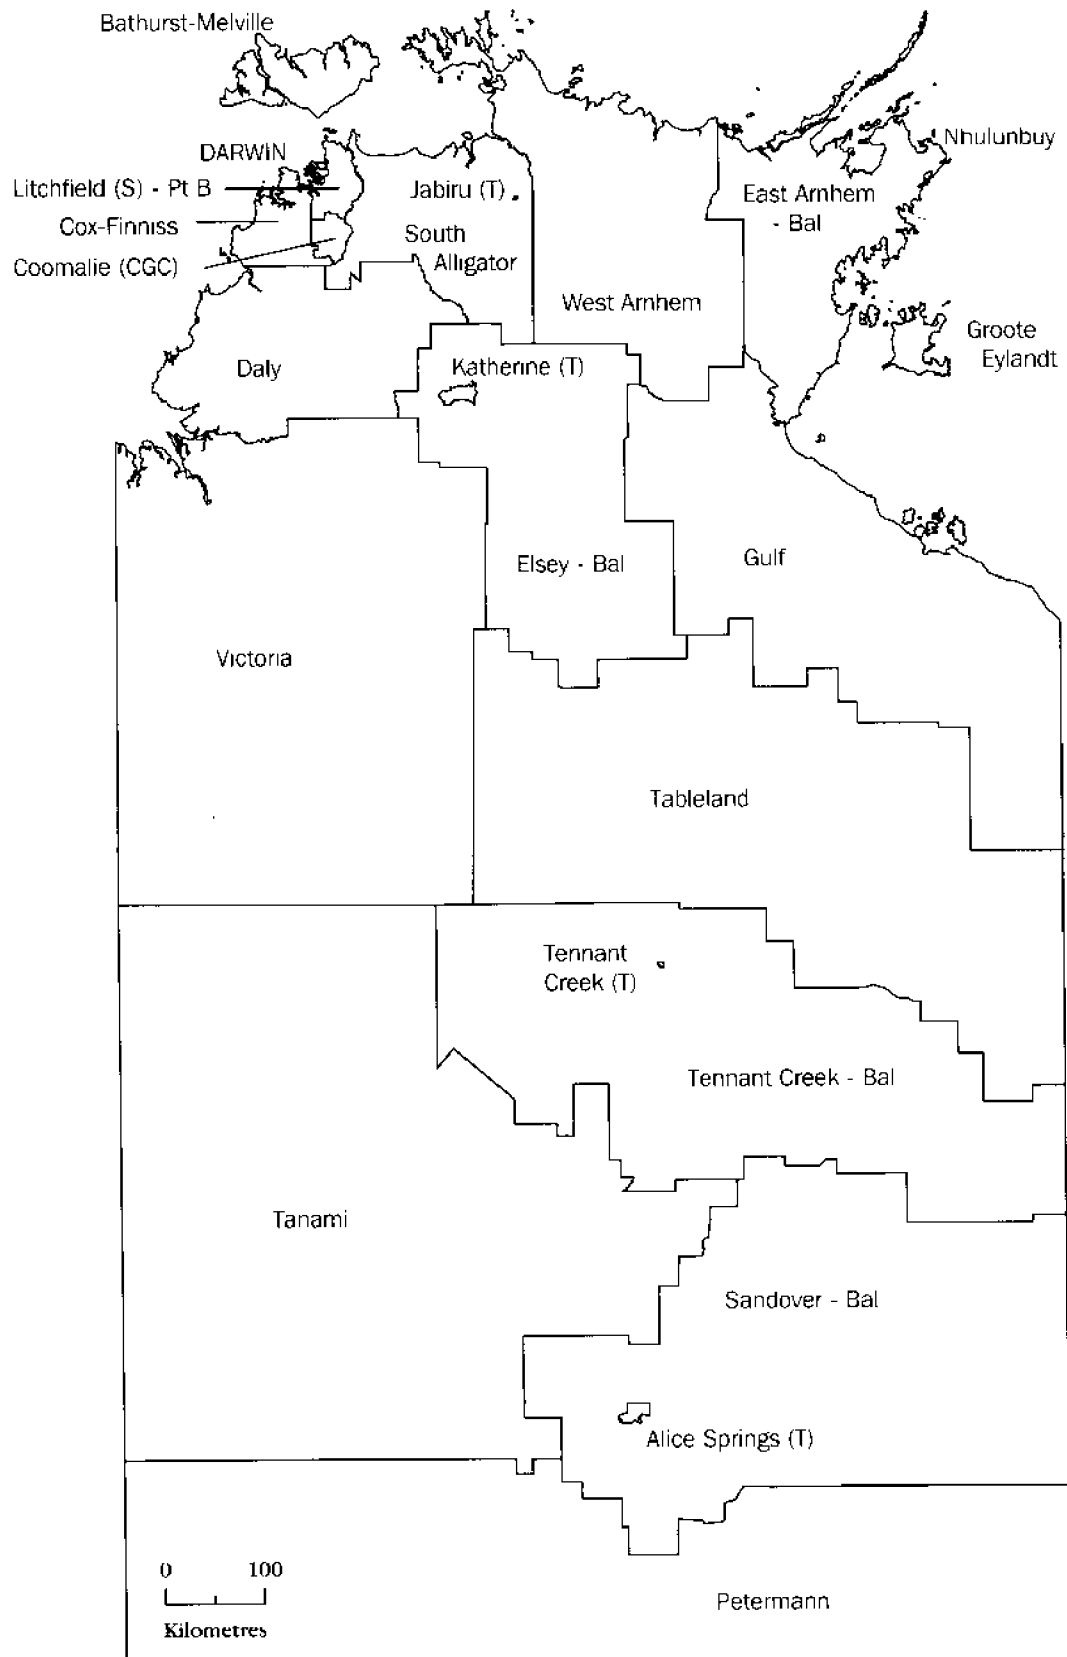 Bathurst-Melville
DARWIN
Nhulunbuy
Litchfield (S) - Pt B
Jabiru (T)
East Arnhem
- Bal
Cox-Finniss
South
Alligator
Coomalie (CGC)
West Arnhem
Groote
Eylandt
Daly
Katherine (T)
Elsey - Bal
Gulf
Victoria
Tableland
Tennant
Creek (T)
Tennant Creek - Bal
Tanami
Sandover - Bal
Alice Springs (T)
0 100
Kilometres
Petermann